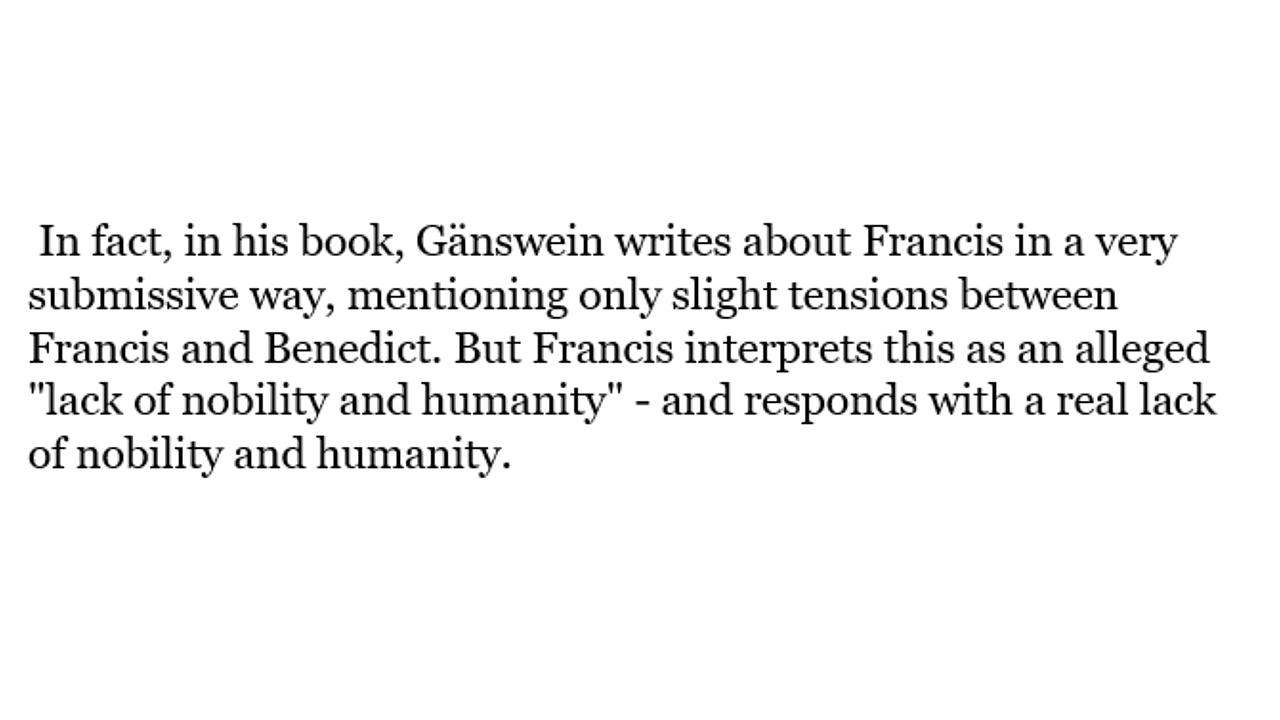 In fact, in his book, Gänswein writes about Francis in a very
submissive way, mentioning only slight tensions between
Francis and Benedict. But Francis interprets this as an alleged
"lack of nobility and humanity" - and responds with a real lack
of nobility and humanity.